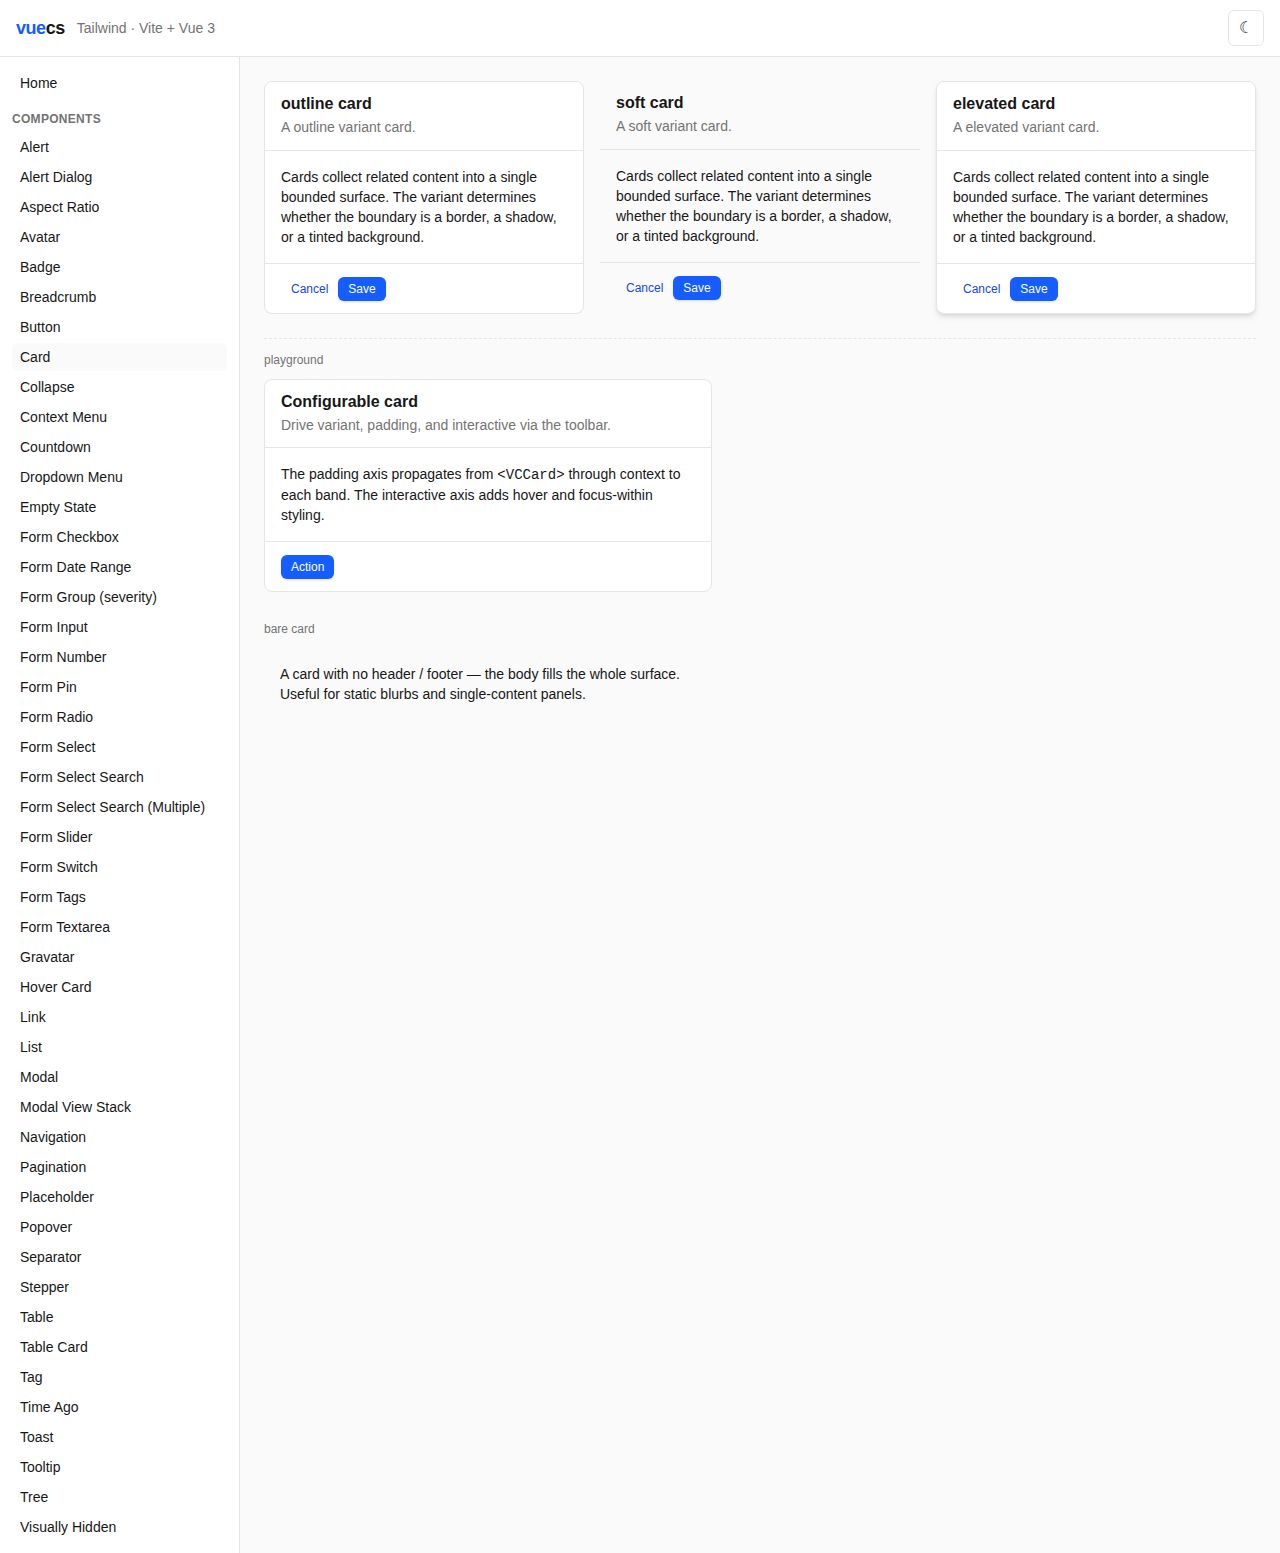 vuecs Tailwind · Vite + Vue 3
☾
Home
COMPONENTS
Alert
Alert Dialog
Aspect Ratio
Avatar
Badge
Breadcrumb
Button
Card
Collapse
Context Menu
Countdown
Dropdown Menu
Empty State
Form Checkbox
Form Date Range
Form Group (severity)
Form Input
Form Number
Form Pin
Form Radio
Form Select
Form Select Search
Form Select Search (Multiple)
Form Slider
Form Switch
Form Tags
Form Textarea
Gravatar
Hover Card
Link
List
Modal
Modal View Stack
Navigation
Pagination
Placeholder
Popover
Separator
Stepper
Table
Table Card
Tag
Time Ago
Toast
Tooltip
Tree
Visually Hidden
outline card
A outline variant card.
Cards collect related content into a single
bounded surface. The variant determines
whether the boundary is a border, a shadow,
or a tinted background.
Cancel Save
soft card
A soft variant card.
Cards collect related content into a single
bounded surface. The variant determines
whether the boundary is a border, a shadow,
or a tinted background.
Cancel Save
elevated card
A elevated variant card.
Cards collect related content into a single
bounded surface. The variant determines
whether the boundary is a border, a shadow,
or a tinted background.
Cancel Save
playground
Configurable card
Drive variant, padding, and interactive via the toolbar.
The padding axis propagates from <VCCard> through context to
each band. The interactive axis adds hover and focus-within
styling.
Action
bare card
A card with no header / footer — the body fills the whole surface.
Useful for static blurbs and single-content panels.